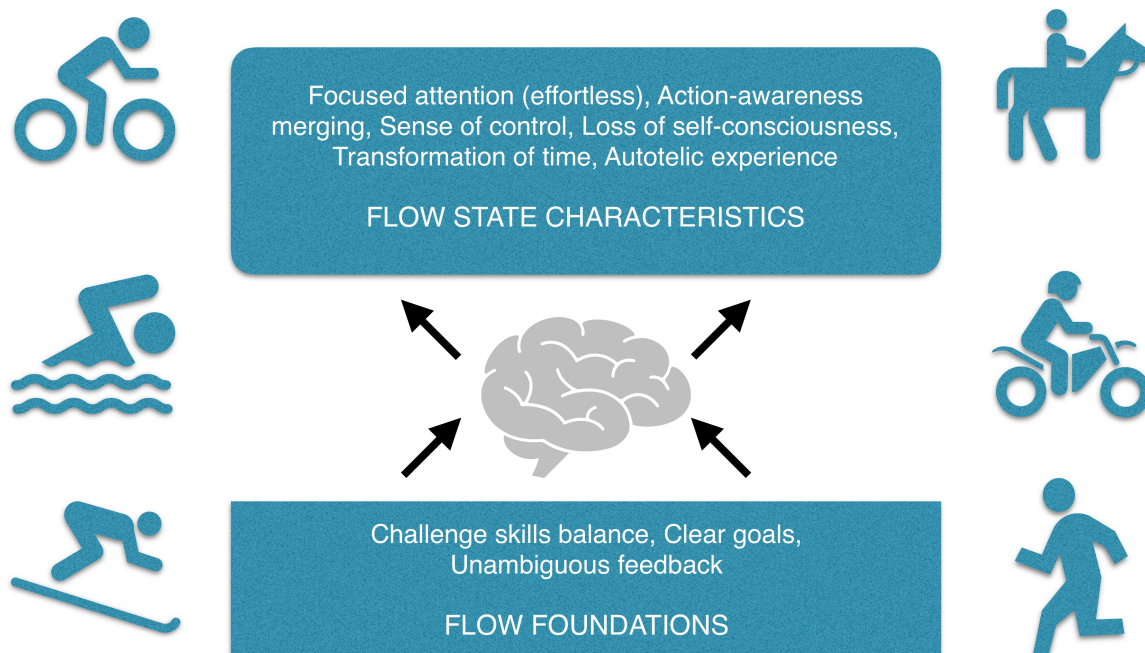 Focused attention (effortless), Action-awareness
merging, Sense of control, Loss of self-consciousness,
Transformation of time, Autotelic experience
FLOW STATE CHARACTERISTICS
Challenge skills balance, Clear goals,
Unambiguous feedback
FLOW FOUNDATIONS